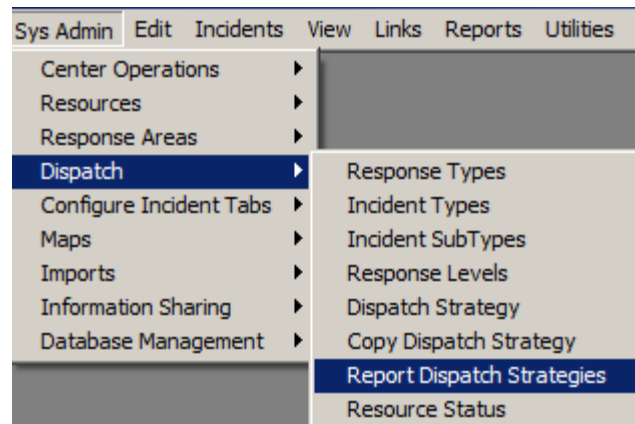 Sys Admin Edit Incidents View Links Reports Utilities
Center Operations
Resources
Response Areas
Dispatch
Configure Incident Tabs
Maps
Imports
Information Sharing
Database Management
Response Types
Incident Types
Incident SubTypes
Response Levels
Dispatch Strategy
Copy Dispatch Strategy
Report Dispatch Strategies
Resource Status